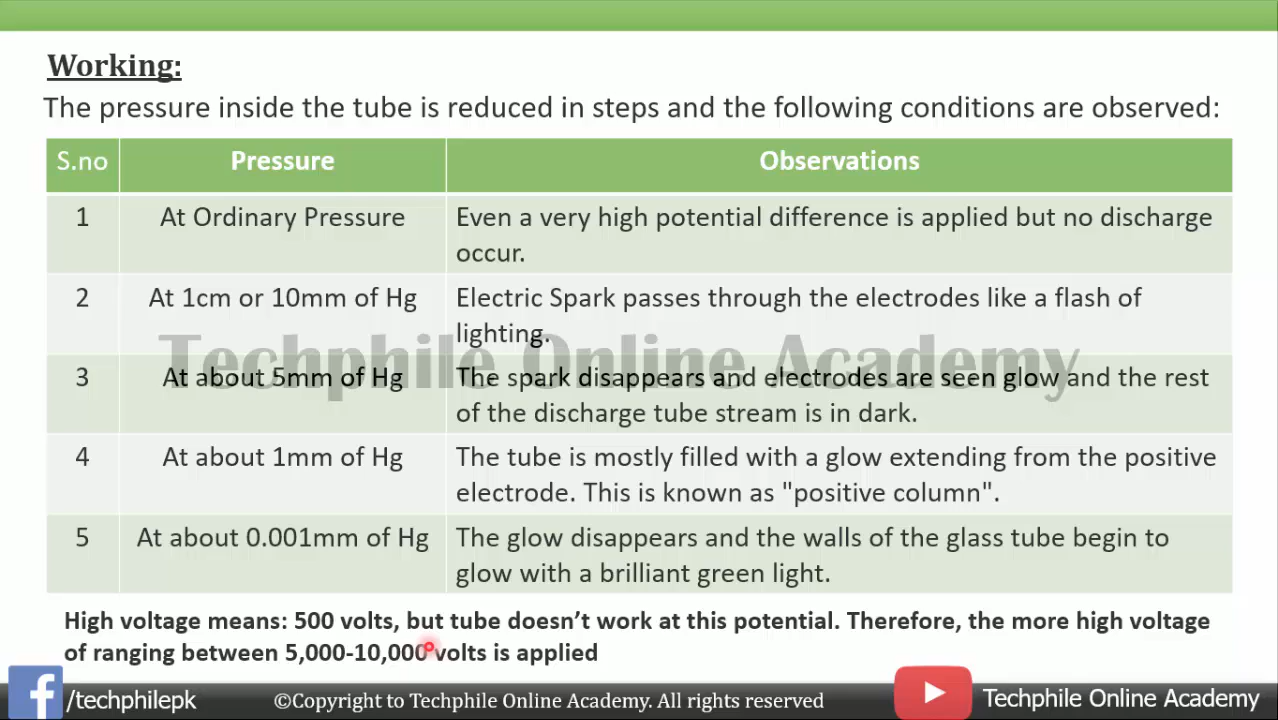 Working:
The pressure inside the tube is reduced in steps and the following conditions are observed:
S.no Pressure Observations
1 At Ordinary Pressure Even a very high potential difference is applied but no discharge
occur.
2 At 1cm or 10mm of Hg Electric Spark passes through the electrodes like a flash of
lighting.
Techphile Online Academy
3 At about 5mm of Hg The spark disappears and electrodes are seen glow and the rest
of the discharge tube stream is in dark.
4 At about 1mm of Hg The tube is mostly filled with a glow extending from the positive
electrode. This is known as "positive column".
5 At about 0.001mm of Hg The glow disappears and the walls of the glass tube begin to
glow with a brilliant green light.
High voltage means: 500 volts, but tube doesn’t work at this potential. Therefore, the more high voltage
of ranging between 5,000-10,000 volts is applied
f /techphilepk ©Copyright to Techphile Online Academy. All rights reserved Techphile Online Academy